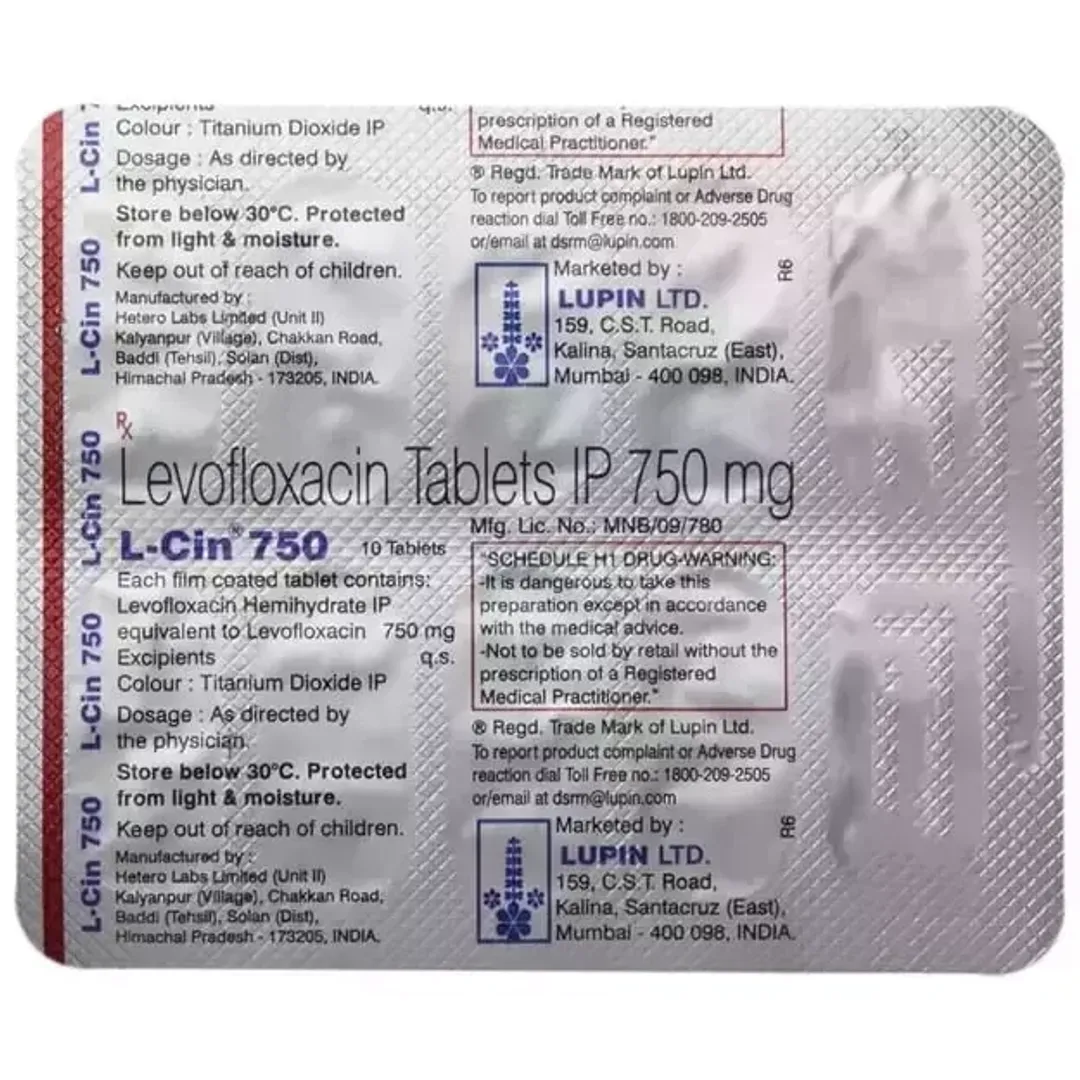 L-Cin 7
L-Cin 750
L-Cin 750
L-Cin 750
L-Cin 750
Excipients q.s.
Colour : Titanium Dioxide IP
Dosage : As directed by
the physician.
Store below 30°C. Protected
from light & moisture.
Keep out of reach of children.
Manufactured by :
Hetero Labs Limited (Unit II)
Kalyanpur (Village), Chakkan Road,
Baddi (Tehsil), Solan (Dist),
Himachal Pradesh - 173205, INDIA.
prescription of a Registered
Medical Practitioner."
® Regd. Trade Mark of Lupin Ltd.
To report product complaint or Adverse Drug
reaction dial Toll Free no.: 1800-209-2505
or/email at dsrm@lupin.com
Marketed by :
LUPIN LTD.
159, C.S.T. Road,
Kalina, Santacruz (East),
Mumbai - 400 098, INDIA.
R6
Rx
Levofloxacin Tablets IP 750 mg
L-Cin® 750 10 Tablets
Each film coated tablet contains:
Levofloxacin Hemihydrate IP
equivalent to Levofloxacin 750 mg
Excipients q.s.
Colour : Titanium Dioxide IP
Dosage : As directed by
the physician.
Store below 30°C. Protected
from light & moisture.
Keep out of reach of children.
Manufactured by :
Hetero Labs Limited (Unit II)
Kalyanpur (Village), Chakkan Road,
Baddi (Tehsil), Solan (Dist),
Himachal Pradesh - 173205, INDIA.
Mfg. Lic. No.: MNB/09/780
"SCHEDULE H1 DRUG-WARNING:
-It is dangerous to take this
preparation except in accordance
with the medical advice.
-Not to be sold by retail without the
prescription of a Registered
Medical Practitioner."
® Regd. Trade Mark of Lupin Ltd.
To report product complaint or Adverse Drug
reaction dial Toll Free no.: 1800-209-2505
or/email at dsrm@lupin.com
Marketed by :
LUPIN LTD.
159, C.S.T. Road,
Kalina, Santacruz (East),
Mumbai - 400 098, INDIA.
R6